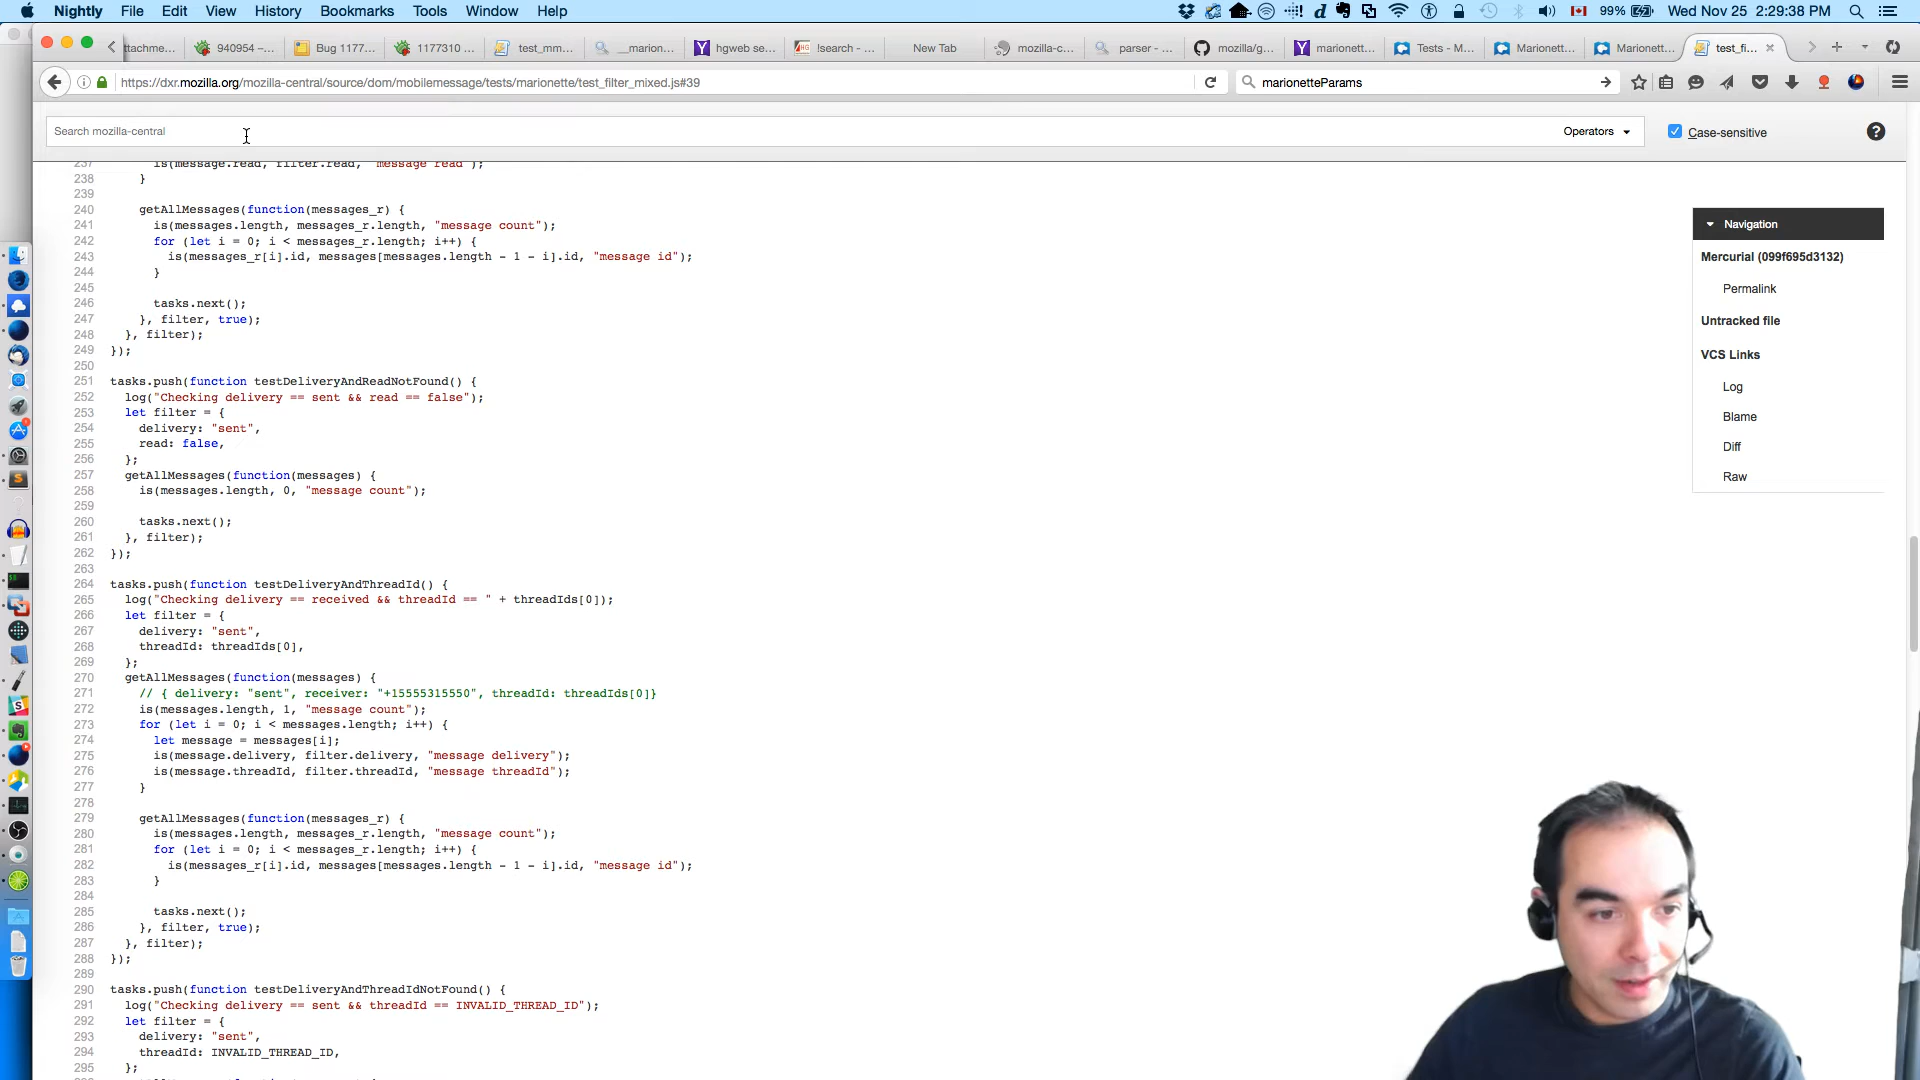 Nightly File Edit View History Bookmarks Tools Window Help 99% Wed Nov 25 2:29:38 PM
ttachme... 940954 -... Bug 1177... 1177310 ... test_mm... __marion... hgweb se... !search - ... New Tab mozilla-c... parser - ... mozilla/g... marionett... Tests - M... Marionett... Marionett... test_fi...
https://dxr.mozilla.org/mozilla-central/source/dom/mobilemessage/tests/marionette/test_filter_mixed.js#39 marionetteParams
Search mozilla-central Operators Case-sensitive
237 is(message.read, filter.read, "message read");
238 }
239
240 getAllMessages(function(messages_r) {
241 is(messages.length, messages_r.length, "message count");
242 for (let i = 0; i < messages_r.length; i++) {
243 is(messages_r[i].id, messages[messages.length - 1 - i].id, "message id");
244 }
245
246 tasks.next();
247 }, filter, true);
248 }, filter);
249 });
250
251 tasks.push(function testDeliveryAndReadNotFound() {
252 log("Checking delivery == sent && read == false");
253 let filter = {
254 delivery: "sent",
255 read: false,
256 };
257 getAllMessages(function(messages) {
258 is(messages.length, 0, "message count");
259
260 tasks.next();
261 }, filter);
262 });
263
264 tasks.push(function testDeliveryAndThreadId() {
265 log("Checking delivery == received && threadId == " + threadIds[0]);
266 let filter = {
267 delivery: "sent",
268 threadId: threadIds[0],
269 };
270 getAllMessages(function(messages) {
271 // { delivery: "sent", receiver: "+15555315550", threadId: threadIds[0]}
272 is(messages.length, 1, "message count");
273 for (let i = 0; i < messages.length; i++) {
274 let message = messages[i];
275 is(message.delivery, filter.delivery, "message delivery");
276 is(message.threadId, filter.threadId, "message threadId");
277 }
278
279 getAllMessages(function(messages_r) {
280 is(messages.length, messages_r.length, "message count");
281 for (let i = 0; i < messages_r.length; i++) {
282 is(messages_r[i].id, messages[messages.length - 1 - i].id, "message id");
283 }
284
285 tasks.next();
286 }, filter, true);
287 }, filter);
288 });
289
290 tasks.push(function testDeliveryAndThreadIdNotFound() {
291 log("Checking delivery == sent && threadId == INVALID_THREAD_ID");
292 let filter = {
293 delivery: "sent",
294 threadId: INVALID_THREAD_ID,
295 };
Navigation
Mercurial (099f695d3132)
Permalink
Untracked file
VCS Links
Log
Blame
Diff
Raw